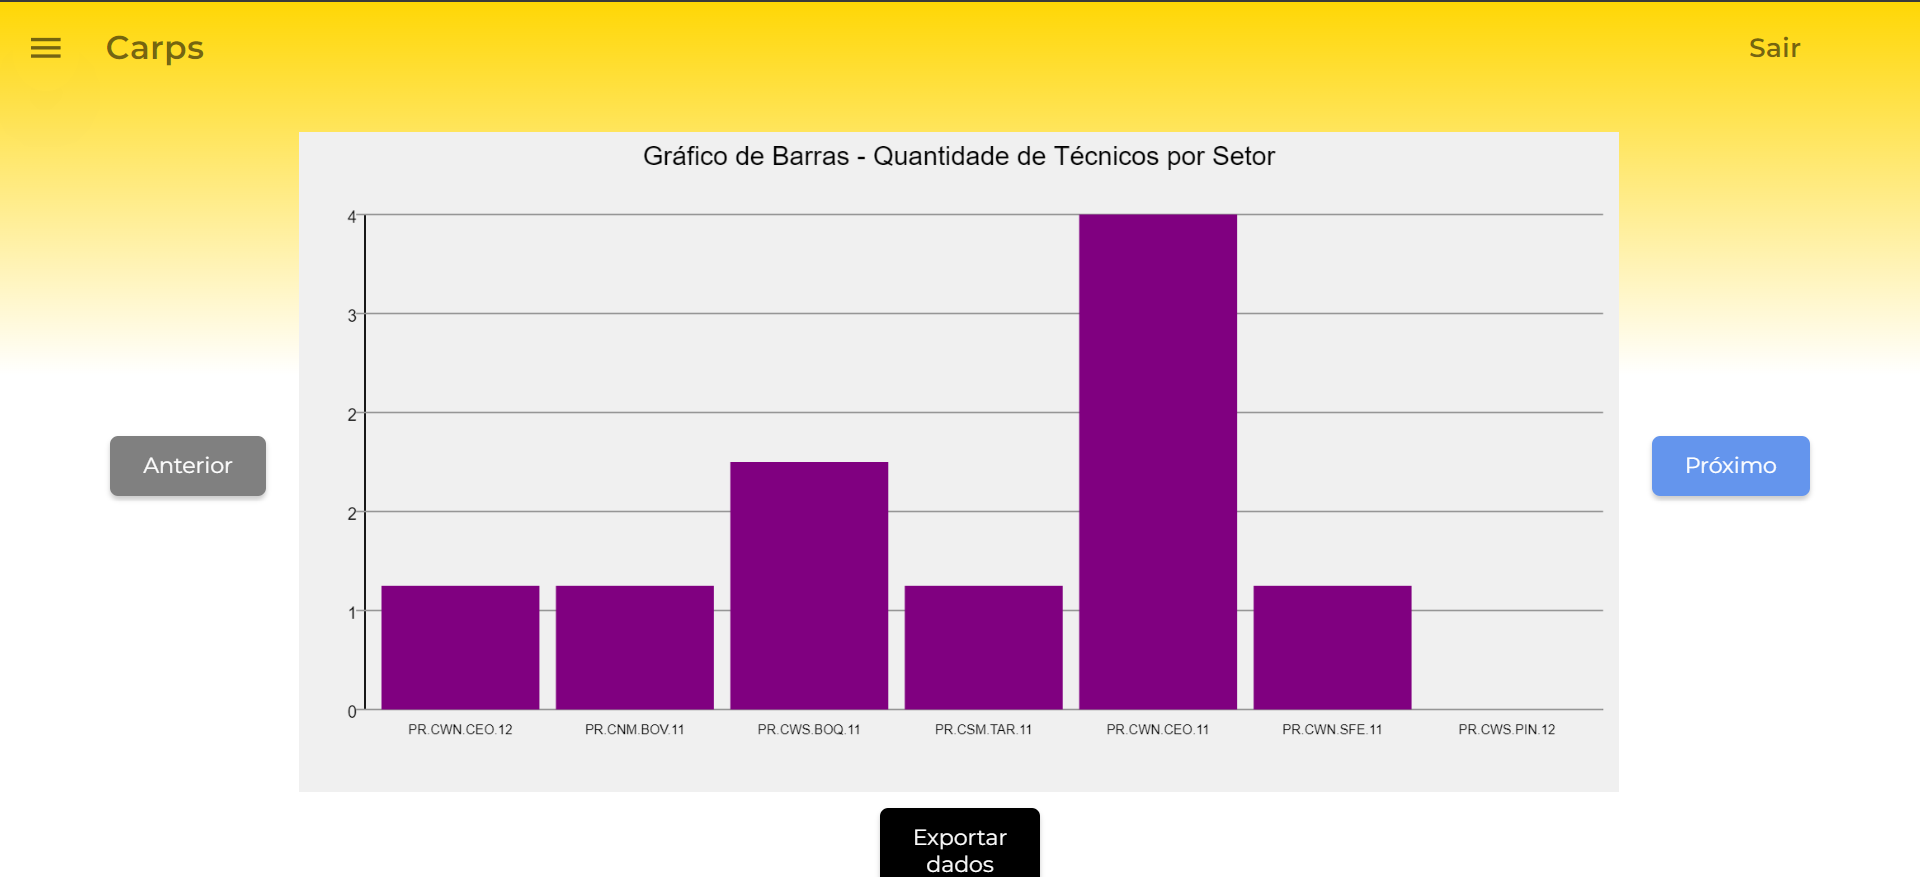 Carps
Sair
Gráfico de Barras - Quantidade de Técnicos por Setor
4
3
2
2
1
0
PR.CWN.CEO.12 PR.CNM.BOV.11 PR.CWS.BOQ.11 PR.CSM.TAR.11 PR.CWN.CEO.11 PR.CWN.SFE.11 PR.CWS.PIN.12
Anterior
Próximo
Exportar
dados